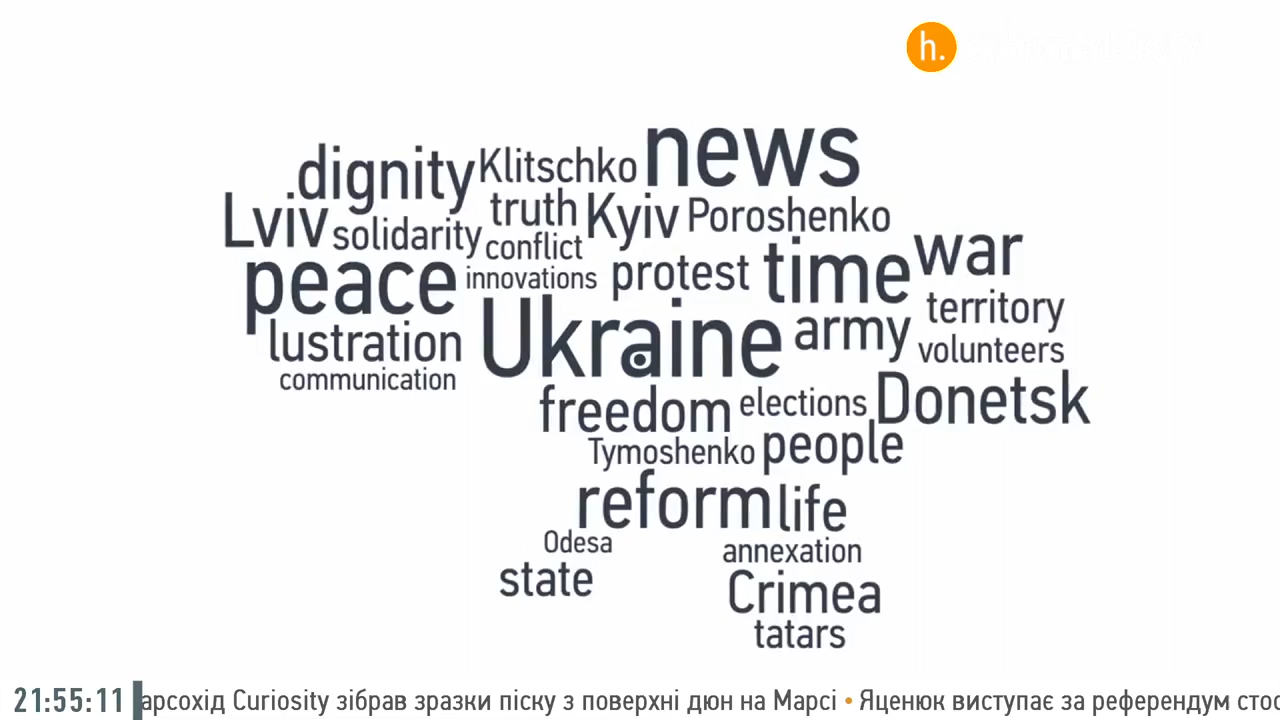 h.
news
dignity Klitschko
Lviv truth Kyiv Poroshenko
solidarity conflict war
peace innovations protest time
territory
lustration Ukraine army volunteers
communication
freedom elections Donetsk
Tymoshenko people
reform life
Odesa annexation
state Crimea
tatars
21:55:11 арсохід Curiosity зібрав зразки піску з поверхні дюн на Марсі • Яценюк виступає за референдум стос